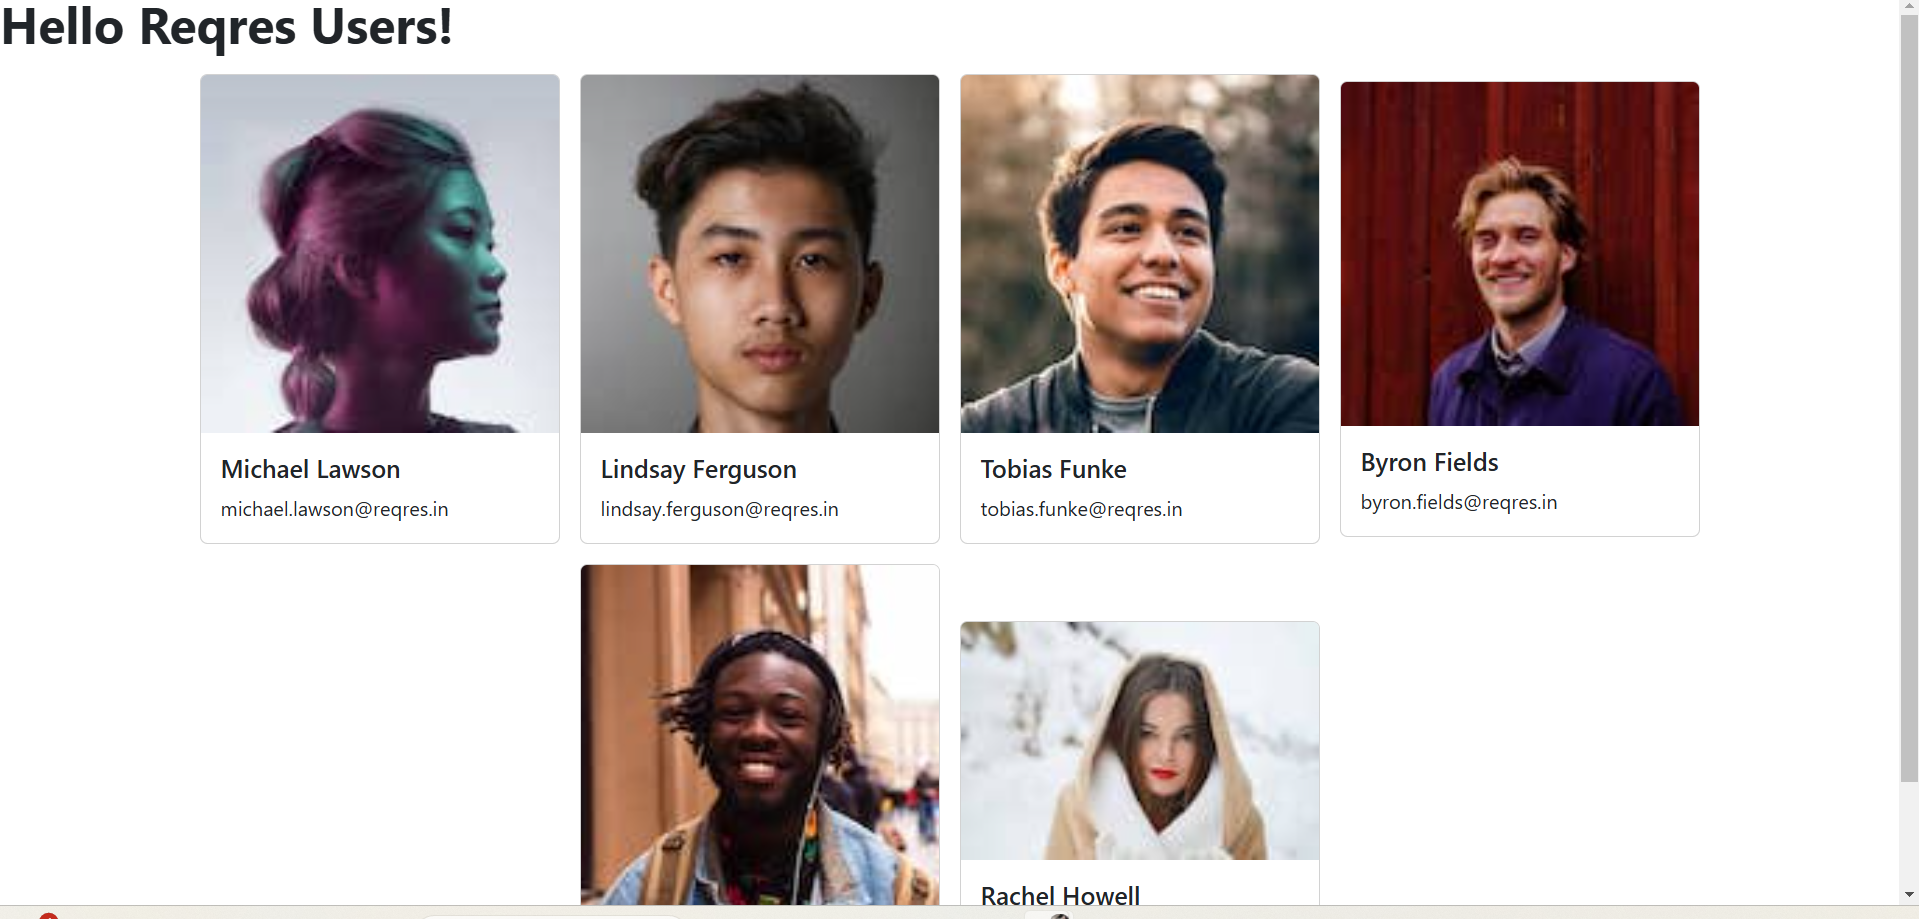 Hello Reqres Users!
Michael Lawson
michael.lawson@reqres.in
Lindsay Ferguson
lindsay.ferguson@reqres.in
Tobias Funke
tobias.funke@reqres.in
Byron Fields
byron.fields@reqres.in
Rachel Howell